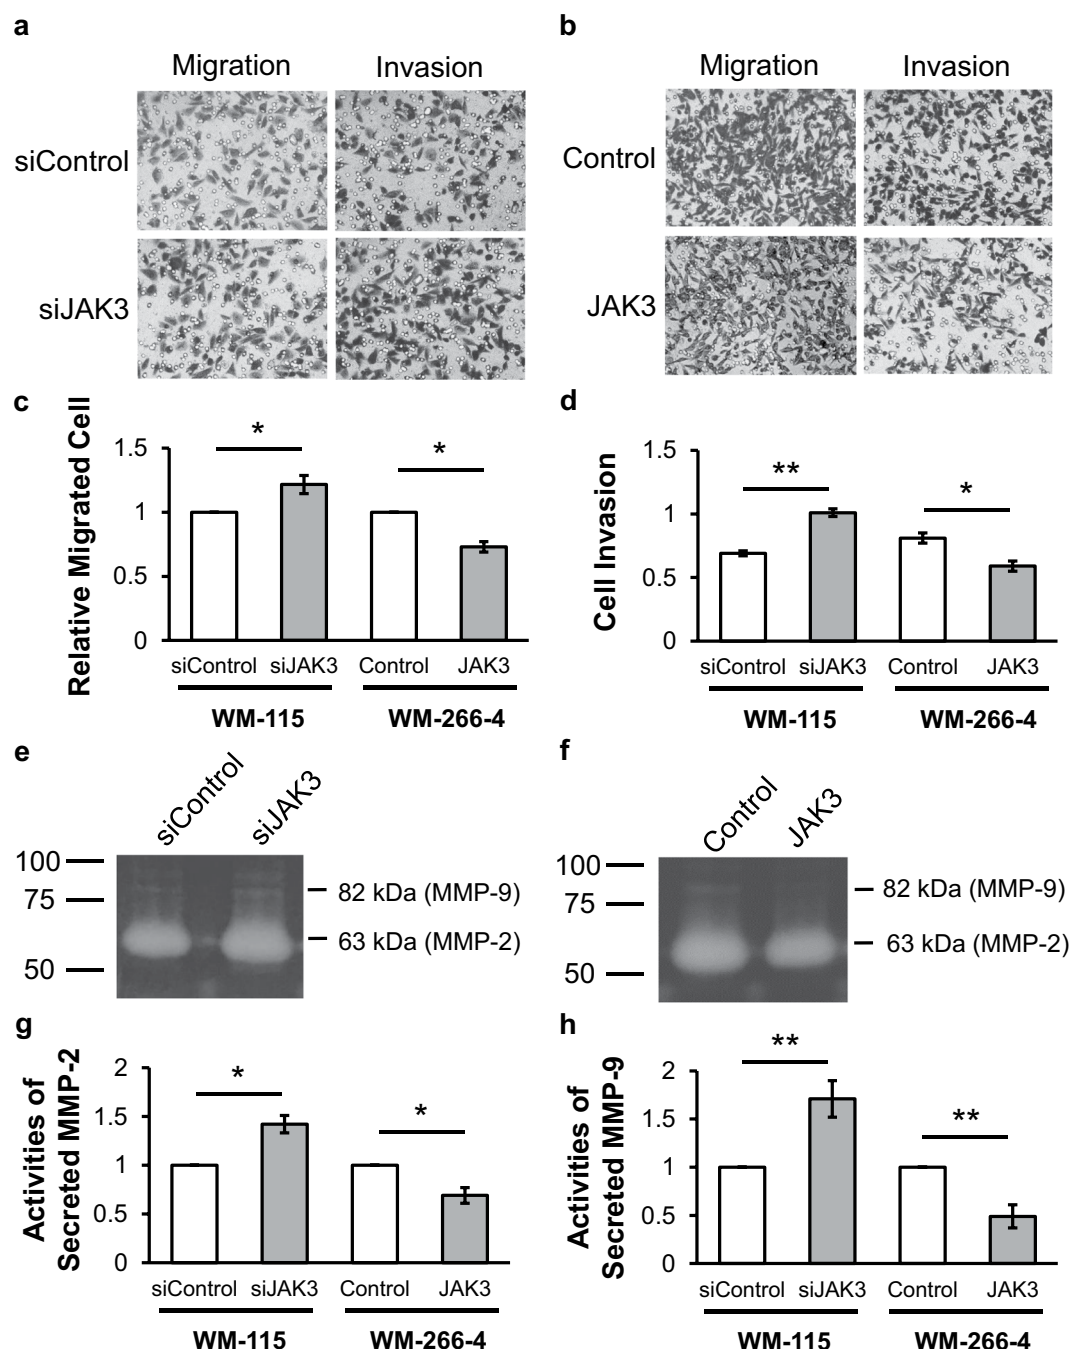 a
Migration Invasion
siControl
siJAK3
b
Migration Invasion
Control
JAK3
c
Relative Migrated Cell
1.5
1
0.5
0
*
*
siControl siJAK3 Control JAK3
WM-115 WM-266-4
d
Cell Invasion
1.5
1
0.5
0
**
*
siControl siJAK3 Control JAK3
WM-115 WM-266-4
e
siControl siJAK3
100
75
50
82 kDa (MMP-9)
63 kDa (MMP-2)
f
Control JAK3
100
75
50
82 kDa (MMP-9)
63 kDa (MMP-2)
g
Activities of
Secreted MMP-2
2
1.5
1
0.5
0
*
*
siControl siJAK3 Control JAK3
WM-115 WM-266-4
h
Activities of
Secreted MMP-9
2
1.5
1
0.5
0
**
**
siControl siJAK3 Control JAK3
WM-115 WM-266-4